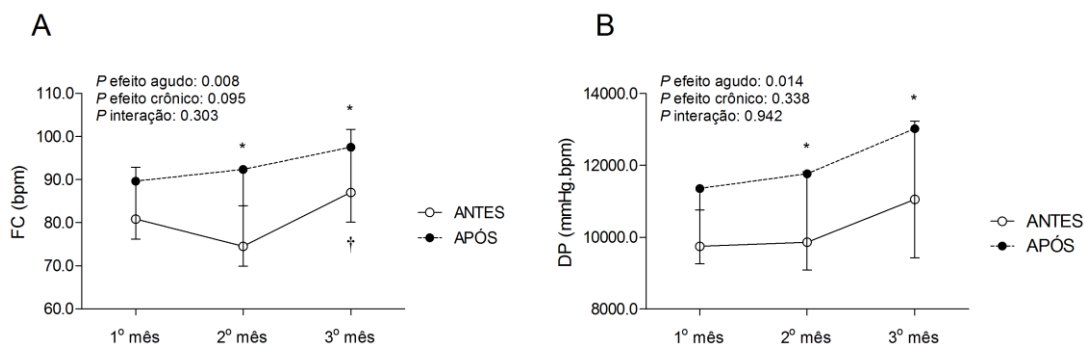 A
P efeito agudo: 0.008
P efeito crônico: 0.095
P interação: 0.303
110.0
100.0
90.0
80.0
70.0
60.0
FC (bpm)
*
*
†
1º mês
2º mês
3º mês
ANTES
APÓS
B
P efeito agudo: 0.014
P efeito crônico: 0.338
P interação: 0.942
14000.0
12000.0
10000.0
8000.0
DP (mmHg.bpm)
*
*
1º mês
2º mês
3º mês
ANTES
APÓS